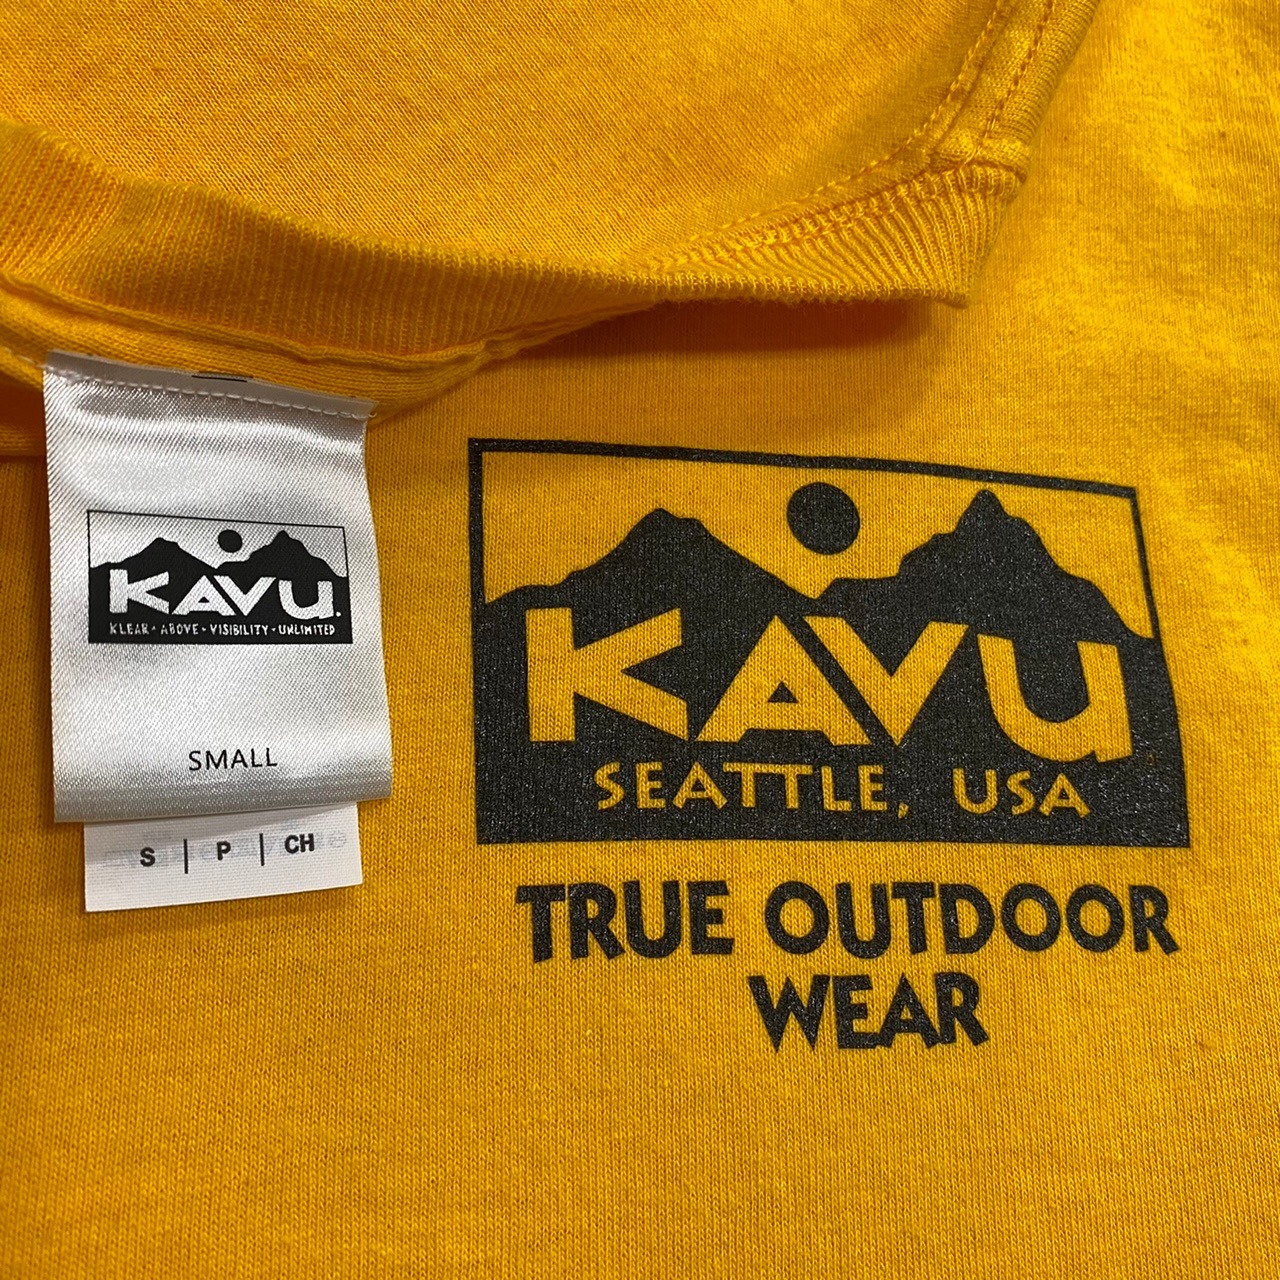 KAVU.
KLEAR • ABOVE • VISIBILITY • UNLIMITED
SMALL
S | P | CH
KAVU
SEATTLE, USA
TRUE OUTDOOR
WEAR